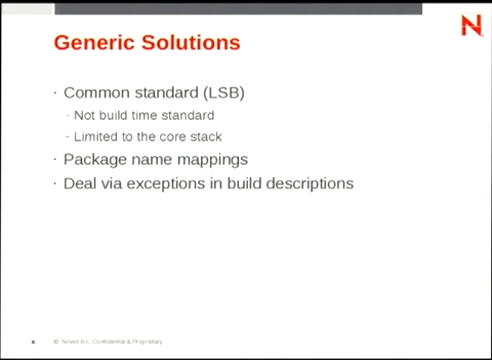 Generic Solutions
N
· Common standard (LSB)
- Not build time standard
- Limited to the core stack
· Package name mappings
· Deal via exceptions in build descriptions
© Novell Inc. Confidential & Proprietary